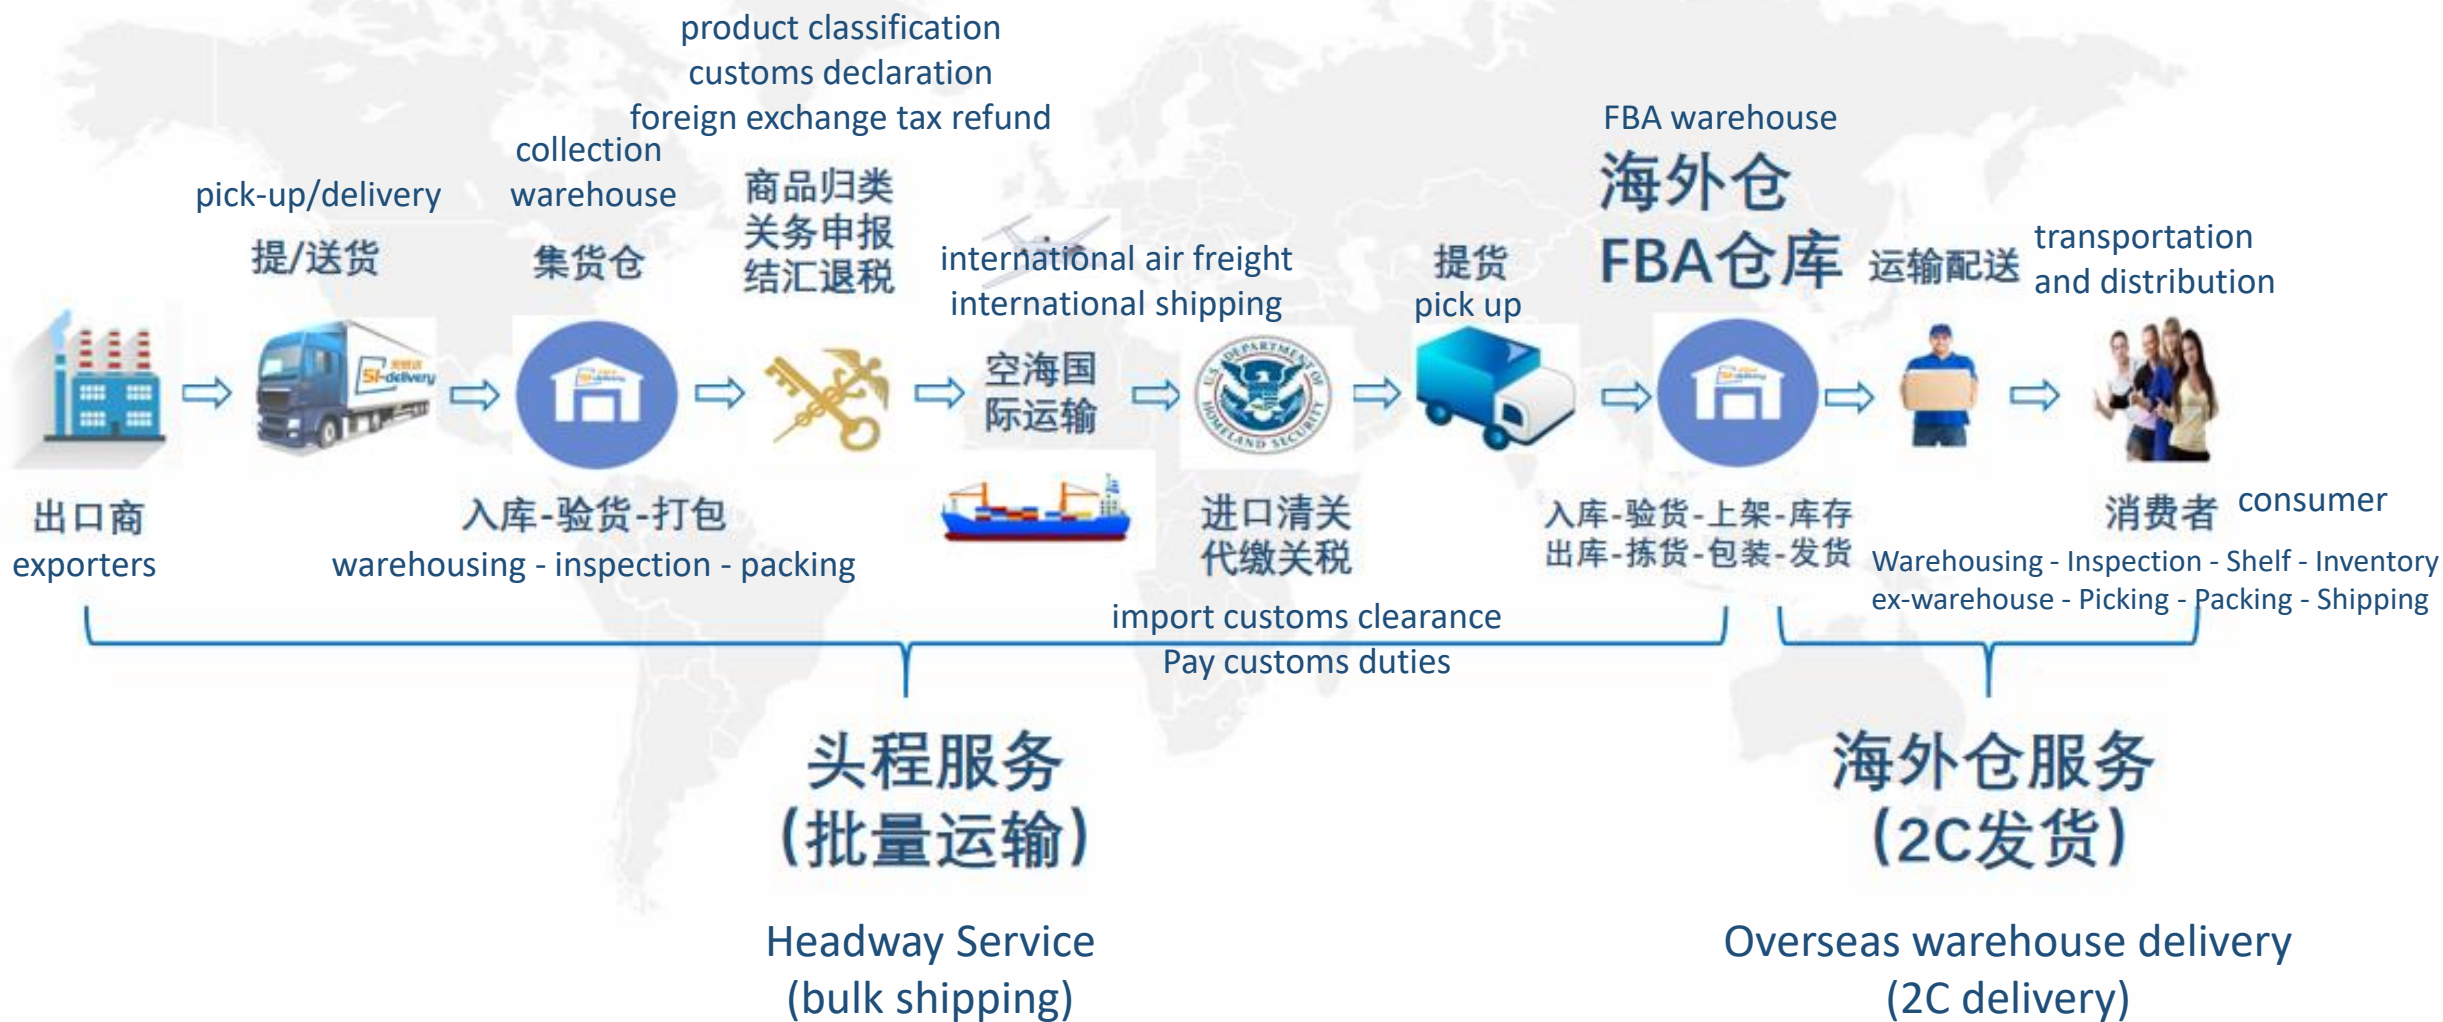 product classification
customs declaration
foreign exchange tax refund
collection
warehouse
pick-up/delivery
提/送货
集货仓
商品归类
关务申报
结汇退税
international air freight
international shipping
空海国
际运输
提货
pick up
FBA warehouse
海外仓
FBA仓库
运输配送
transportation
and distribution
51-delivery
U.S. DEPARTMENT OF
HOMELAND SECURITY
出口商
exporters
入库-验货-打包
warehousing - inspection - packing
进口清关
代缴关税
import customs clearance
Pay customs duties
入库-验货-上架-库存
出库-拣货-包装-发货
消费者
consumer
Warehousing - Inspection - Shelf - Inventory
ex-warehouse - Picking - Packing - Shipping
头程服务
(批量运输)
Headway Service
(bulk shipping)
海外仓服务
(2C发货)
Overseas warehouse delivery
(2C delivery)